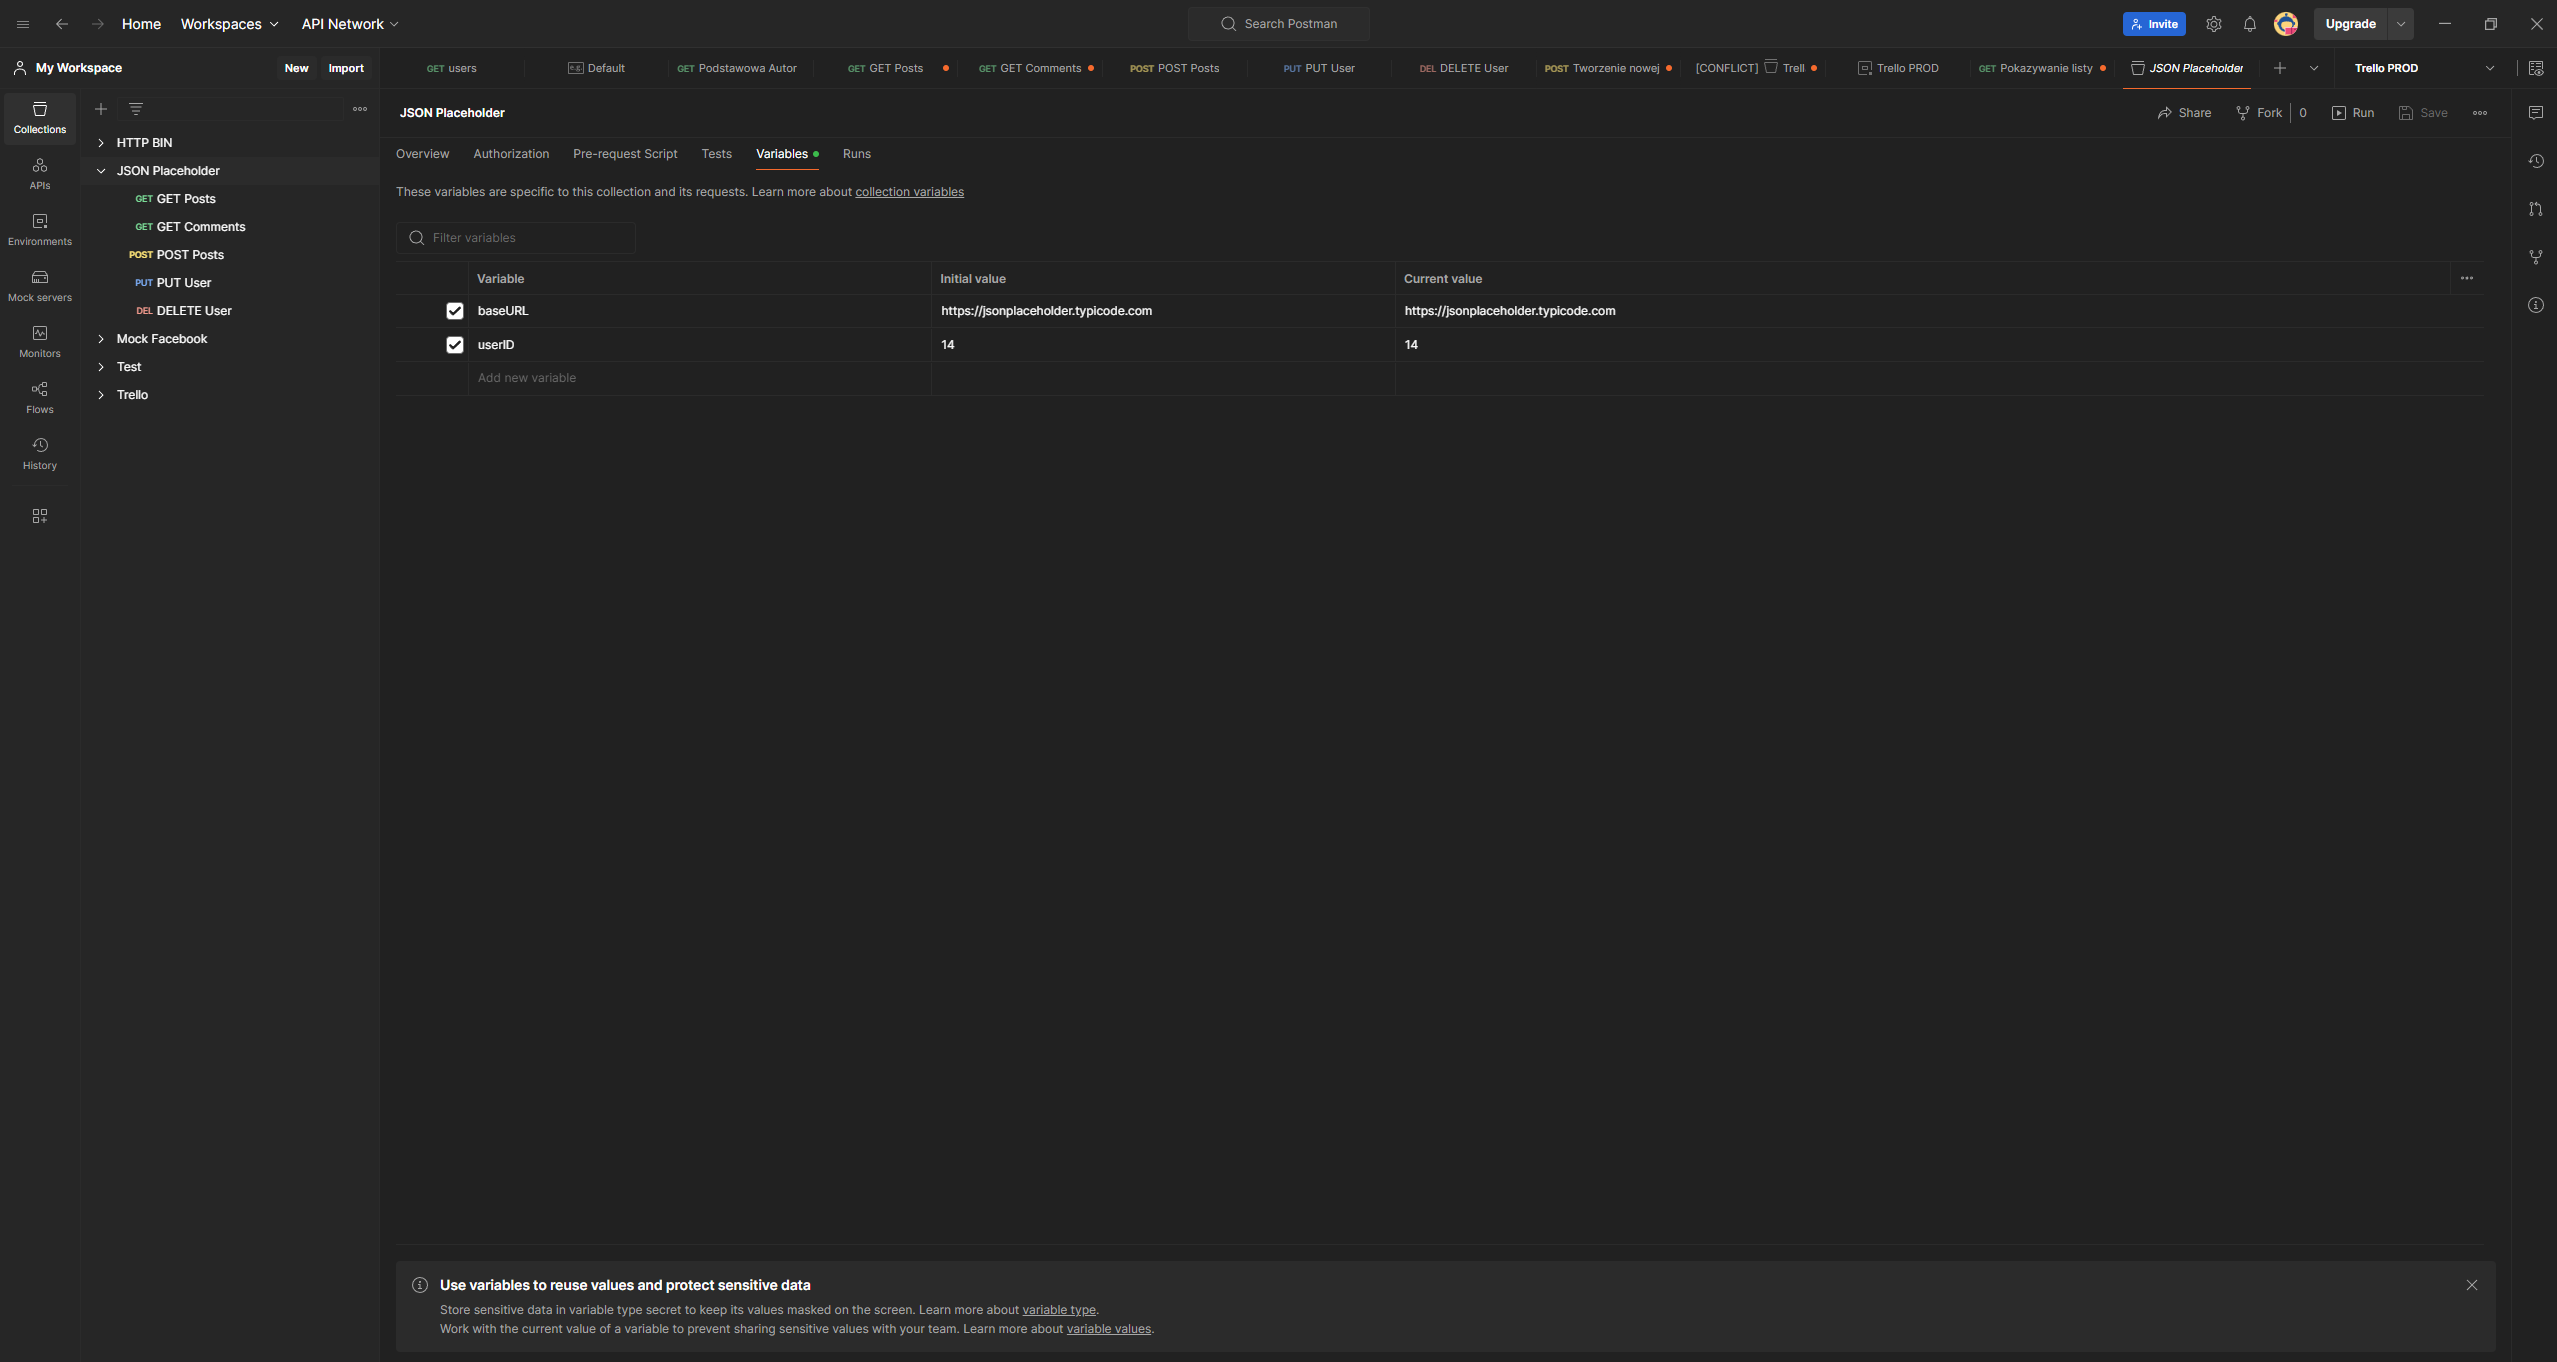 Home Workspaces API Network Search Postman Invite Upgrade
My Workspace New Import GET users e.g. Default GET Podstawowa Autor GET GET Posts GET GET Comments POST POST Posts PUT PUT User DEL DELETE User POST Tworzenie nowej [CONFLICT] Trell Trello PROD GET Pokazywanie listy JSON Placeholder Trello PROD
Collections
APIs
Environments
Mock servers
Monitors
Flows
History
HTTP BIN
JSON Placeholder
GET GET Posts
GET GET Comments
POST POST Posts
PUT PUT User
DEL DELETE User
Mock Facebook
Test
Trello
JSON Placeholder Share Fork 0 Run Save
Overview Authorization Pre-request Script Tests Variables Runs
These variables are specific to this collection and its requests. Learn more about collection variables
Filter variables
Variable Initial value Current value
baseURL https://jsonplaceholder.typicode.com https://jsonplaceholder.typicode.com
userID 14 14
Add new variable
Use variables to reuse values and protect sensitive data
Store sensitive data in variable type secret to keep its values masked on the screen. Learn more about variable type.
Work with the current value of a variable to prevent sharing sensitive values with your team. Learn more about variable values.